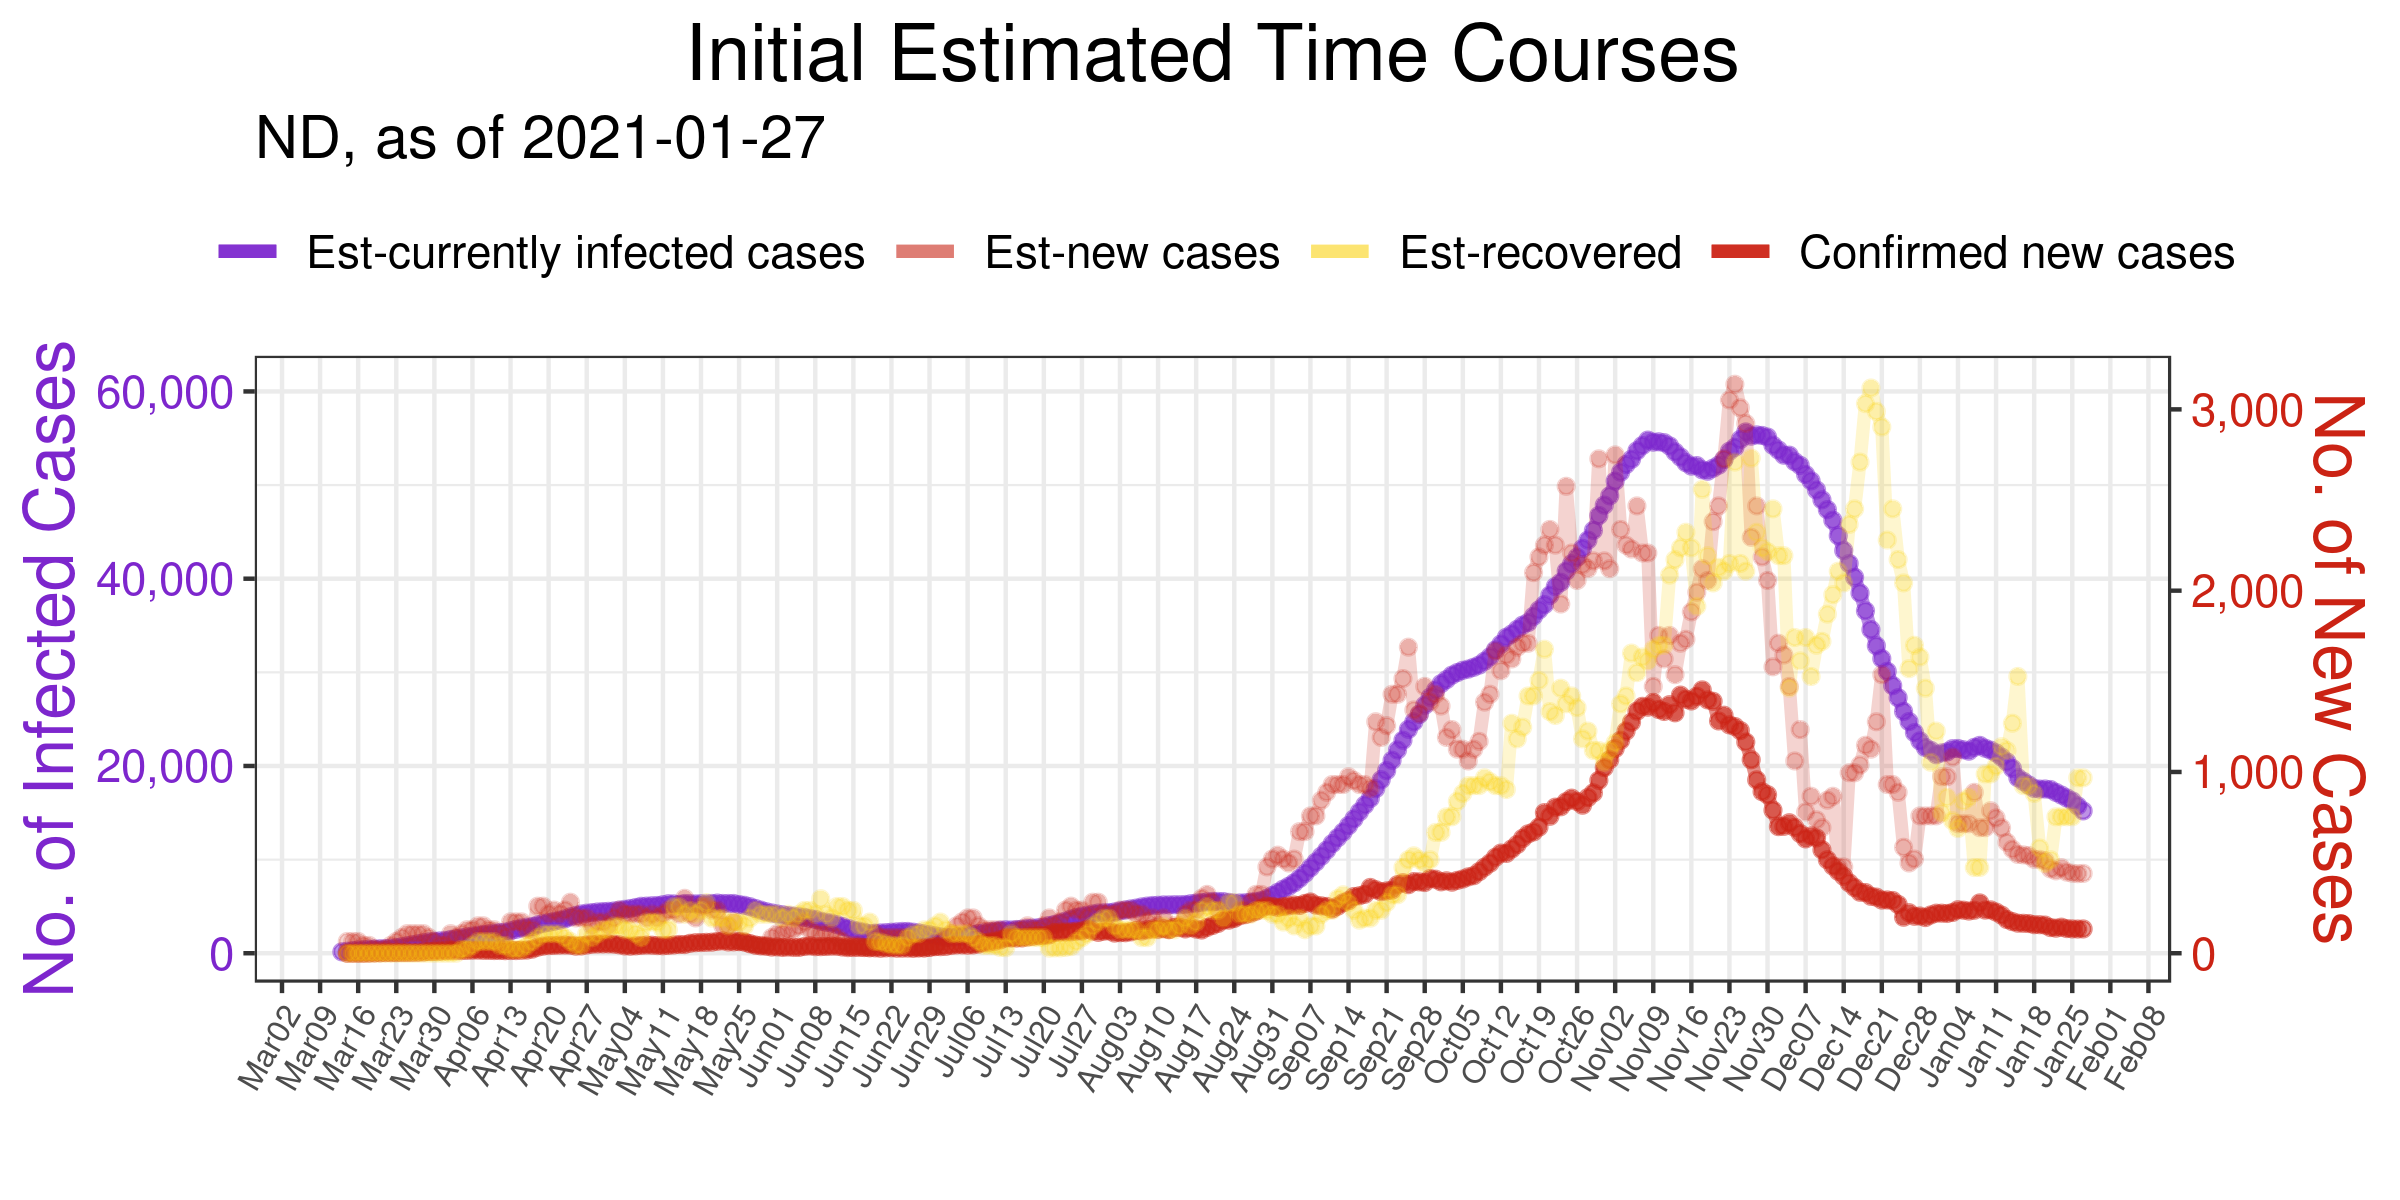 Initial Estimated Time Courses
ND, as of 2021-01-27
Est-currently infected cases
Est-new cases
Est-recovered
Confirmed new cases
No. of Infected Cases
60,000
40,000
20,000
0
3,000
2,000
1,000
0
No. of New Cases
Mar02
Mar09
Mar16
Mar23
Mar30
Apr06
Apr13
Apr20
Apr27
May04
May11
May18
May25
Jun01
Jun08
Jun15
Jun22
Jun29
Jul06
Jul13
Jul20
Jul27
Aug03
Aug10
Aug17
Aug24
Aug31
Sep07
Sep14
Sep21
Sep28
Oct05
Oct12
Oct19
Oct26
Nov02
Nov09
Nov16
Nov23
Nov30
Dec07
Dec14
Dec21
Dec28
Jan04
Jan11
Jan18
Jan25
Feb01
Feb08